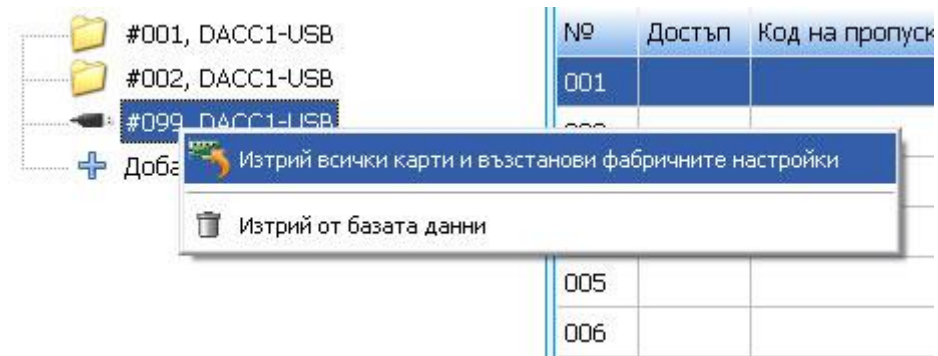 #001, DACC1-USB
#002, DACC1-USB
#099, DACC1-USB
Изтрий всички карти и възстанови фабричните настройки
Изтрий от базата данни
№ Достъп Код на пропуск
001
005
006